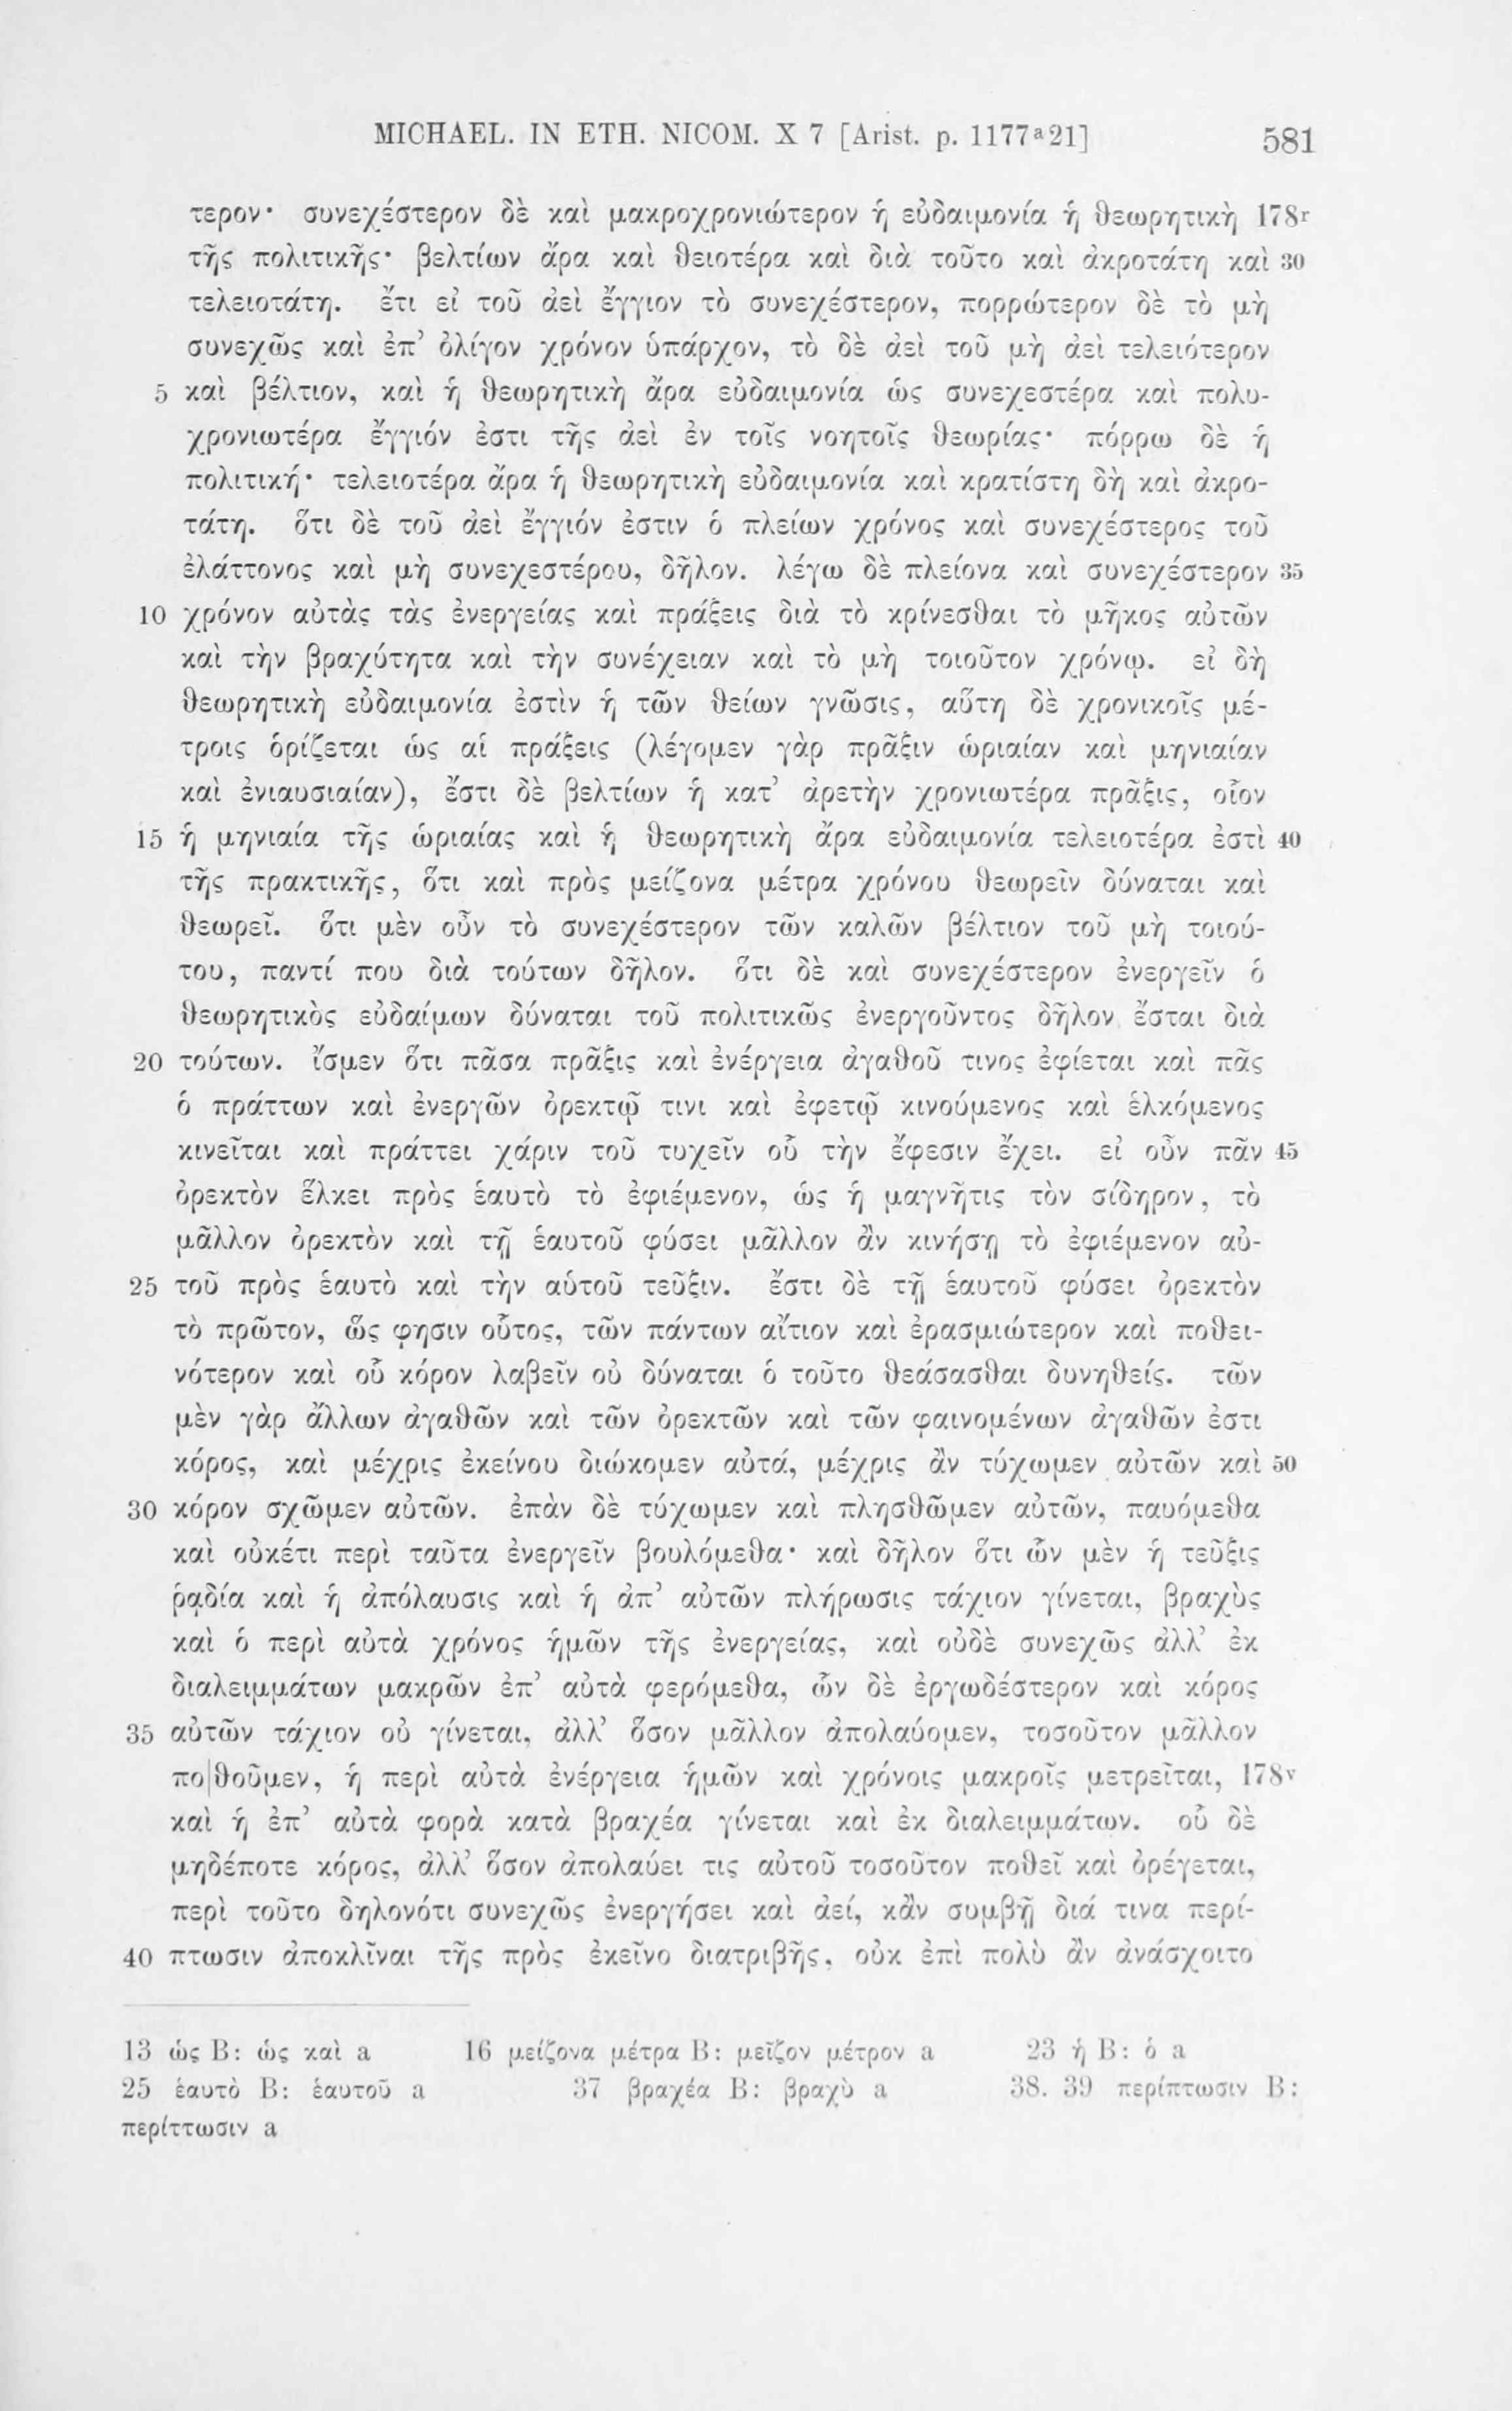 MICHAEL. IN ETH. NICOM. X 7 [Arist. p. 1177ᵃ21] 581
τερον· συνεχέστερον δὲ καὶ μακροχρονιώτερον ἡ εὐδαιμονία ἡ θεωρητικὴ 178ʳ
τῆς πολιτικῆς· βελτίων ἄρα καὶ θειοτέρα καὶ διὰ τοῦτο καὶ ἀκροτάτη καὶ 30
τελειοτάτη. ἔτι εἰ τοῦ ἀεὶ ἔγγιον τὸ συνεχέστερον, πορρώτερον δὲ τὸ μὴ
συνεχῶς καὶ ἐπ’ ὀλίγον χρόνον ὑπάρχον, τὸ δὲ ἀεὶ τοῦ μὴ ἀεὶ τελειότερον
5 καὶ βέλτιον, καὶ ἡ θεωρητικὴ ἄρα εὐδαιμονία ὡς συνεχεστέρα καὶ πολυ-
χρονιωτέρα ἔγγιόν ἐστι τῆς ἀεὶ ἐν τοῖς νοητοῖς θεωρίας· πόρρω δὲ ἡ
πολιτική· τελειοτέρα ἄρα ἡ θεωρητικὴ εὐδαιμονία καὶ κρατίστη δὴ καὶ ἀκρο-
τάτη. ὅτι δὲ τοῦ ἀεὶ ἔγγιόν ἐστιν ὁ πλείων χρόνος καὶ συνεχέστερος τοῦ
ἐλάττονος καὶ μὴ συνεχεστέρου, δῆλον. λέγω δὲ πλείονα καὶ συνεχέστερον 35
10 χρόνον αὐτὰς τὰς ἐνεργείας καὶ πράξεις διὰ τὸ κρίνεσθαι τὸ μῆκος αὐτῶν
καὶ τὴν βραχύτητα καὶ τὴν συνέχειαν καὶ τὸ μὴ τοιοῦτον χρόνῳ. εἰ δὴ
θεωρητικὴ εὐδαιμονία ἐστὶν ἡ τῶν θείων γνῶσις, αὕτη δὲ χρονικοῖς μέ-
τροις ὁρίζεται ὡς αἱ πράξεις (λέγομεν γὰρ πρᾶξιν ὡριαίαν καὶ μηνιαίαν
καὶ ἐνιαυσιαίαν), ἔστι δὲ βελτίων ἡ κατ’ ἀρετὴν χρονιωτέρα πρᾶξις, οἷον
15 ἡ μηνιαία τῆς ὡριαίας καὶ ἡ θεωρητικὴ ἄρα εὐδαιμονία τελειοτέρα ἐστὶ 40
τῆς πρακτικῆς, ὅτι καὶ πρὸς μείζονα μέτρα χρόνου θεωρεῖν δύναται καὶ
θεωρεῖ. ὅτι μὲν οὖν τὸ συνεχέστερον τῶν καλῶν βέλτιον τοῦ μὴ τοιού-
του, παντί που διὰ τούτων δῆλον. ὅτι δὲ καὶ συνεχέστερον ἐνεργεῖν ὁ
θεωρητικὸς εὐδαίμων δύναται τοῦ πολιτικῶς ἐνεργοῦντος δῆλον ἔσται διὰ
20 τούτων. ἴσμεν ὅτι πᾶσα πρᾶξις καὶ ἐνέργεια ἀγαθοῦ τινος ἐφίεται καὶ πᾶς
ὁ πράττων καὶ ἐνεργῶν ὀρεκτῷ τινι καὶ ἐφετῷ κινούμενος καὶ ἑλκόμενος
κινεῖται καὶ πράττει χάριν τοῦ τυχεῖν οὗ τὴν ἔφεσιν ἔχει. εἰ οὖν πᾶν 45
ὀρεκτὸν ἕλκει πρὸς ἑαυτὸ τὸ ἐφιέμενον, ὡς ἡ μαγνῆτις τὸν σίδηρον, τὸ
μᾶλλον ὀρεκτὸν καὶ τῇ ἑαυτοῦ φύσει μᾶλλον ἂν κινήσῃ τὸ ἐφιέμενον αὐ-
25 τοῦ πρὸς ἑαυτὸ καὶ τὴν αὑτοῦ τεῦξιν. ἔστι δὲ τῇ ἑαυτοῦ φύσει ὀρεκτὸν
τὸ πρῶτον, ὥς φησιν οὗτος, τῶν πάντων αἴτιον καὶ ἐρασμιώτερον καὶ ποθει-
νότερον καὶ οὗ κόρον λαβεῖν οὐ δύναται ὁ τοῦτο θεάσασθαι δυνηθείς. τῶν
μὲν γὰρ ἄλλων ἀγαθῶν καὶ τῶν ὀρεκτῶν καὶ τῶν φαινομένων ἀγαθῶν ἐστι
κόρος, καὶ μέχρις ἐκείνου διώκομεν αὐτά, μέχρις ἂν τύχωμεν αὐτῶν καὶ 50
30 κόρον σχῶμεν αὐτῶν. ἐπὰν δὲ τύχωμεν καὶ πλησθῶμεν αὐτῶν, παυόμεθα
καὶ οὐκέτι περὶ ταῦτα ἐνεργεῖν βουλόμεθα· καὶ δῆλον ὅτι ὧν μὲν ἡ τεῦξις
ῥᾳδία καὶ ἡ ἀπόλαυσις καὶ ἡ ἀπ’ αὐτῶν πλήρωσις τάχιον γίνεται, βραχὺς
καὶ ὁ περὶ αὐτὰ χρόνος ἡμῶν τῆς ἐνεργείας, καὶ οὐδὲ συνεχῶς ἀλλ’ ἐκ
διαλειμμάτων μακρῶν ἐπ’ αὐτὰ φερόμεθα, ὧν δὲ ἐργωδέστερον καὶ κόρος
35 αὐτῶν τάχιον οὐ γίνεται, ἀλλ’ ὅσον μᾶλλον ἀπολαύομεν, τοσοῦτον μᾶλλον
πο|θοῦμεν, ἡ περὶ αὐτὰ ἐνέργεια ἡμῶν καὶ χρόνοις μακροῖς μετρεῖται, 178ᵛ
καὶ ἡ ἐπ’ αὐτὰ φορὰ κατὰ βραχέα γίνεται καὶ ἐκ διαλειμμάτων. οὗ δὲ
μηδέποτε κόρος, ἀλλ’ ὅσον ἀπολαύει τις αὐτοῦ τοσοῦτον ποθεῖ καὶ ὀρέγεται,
περὶ τοῦτο δηλονότι συνεχῶς ἐνεργήσει καὶ ἀεί, κἂν συμβῇ διά τινα περί-
40 πτωσιν ἀποκλῖναι τῆς πρὸς ἐκεῖνο διατριβῆς, οὐκ ἐπὶ πολὺ ἂν ἀνάσχοιτο
13 ὡς B: ὡς καὶ a 16 μείζονα μέτρα B: μεῖζον μέτρον a 23 ἡ B: ὁ a
25 ἑαυτὸ B: ἑαυτοῦ a 37 βραχέα B: βραχὺ a 38. 39 περίπτωσιν B:
περίττωσιν a